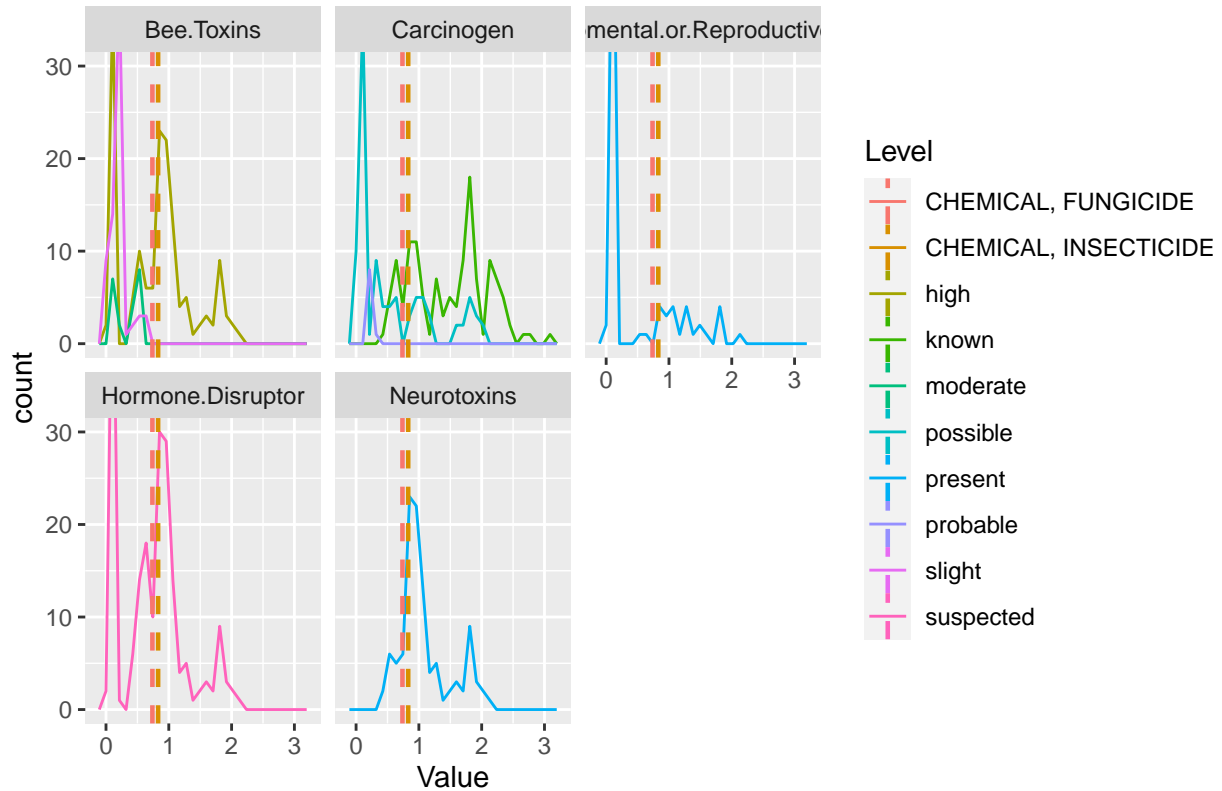 Bee.Toxins
Carcinogen
omental.or.Reproductive
30
20
10
0
0 1 2 3
Hormone.Disruptor
Neurotoxins
30
20
10
0
0 1 2 3
0 1 2 3
count
Value
Level
CHEMICAL, FUNGICIDE
CHEMICAL, INSECTICIDE
high
known
moderate
possible
present
probable
slight
suspected